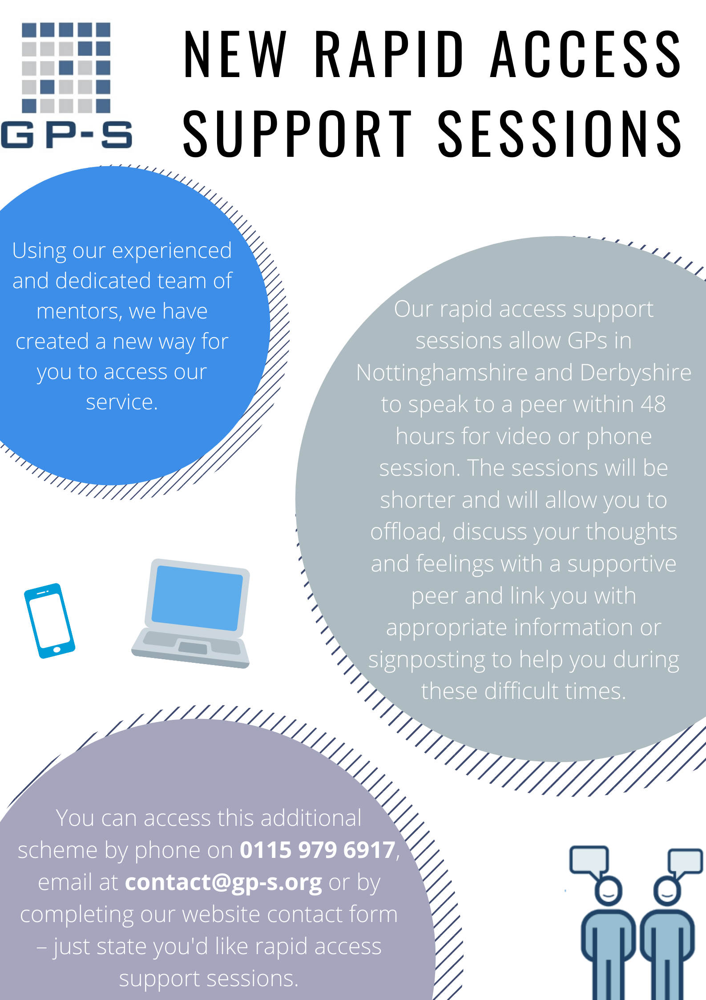 GP-S
NEW RAPID ACCESS
SUPPORT SESSIONS
Using our experienced
and dedicated team of
mentors, we have
created a new way for
you to access our
service.
Our rapid access support
sessions allow GPs in
Nottinghamshire and Derbyshire
to speak to a peer within 48
hours for video or phone
session. The sessions will be
shorter and will allow you to
offload, discuss your thoughts
and feelings with a supportive
peer and link you with
appropriate information or
signposting to help you during
these difficult times.
You can access this additional
scheme by phone on 0115 979 6917,
email at contact@gp-s.org or by
completing our website contact form
– just state you'd like rapid access
support sessions.